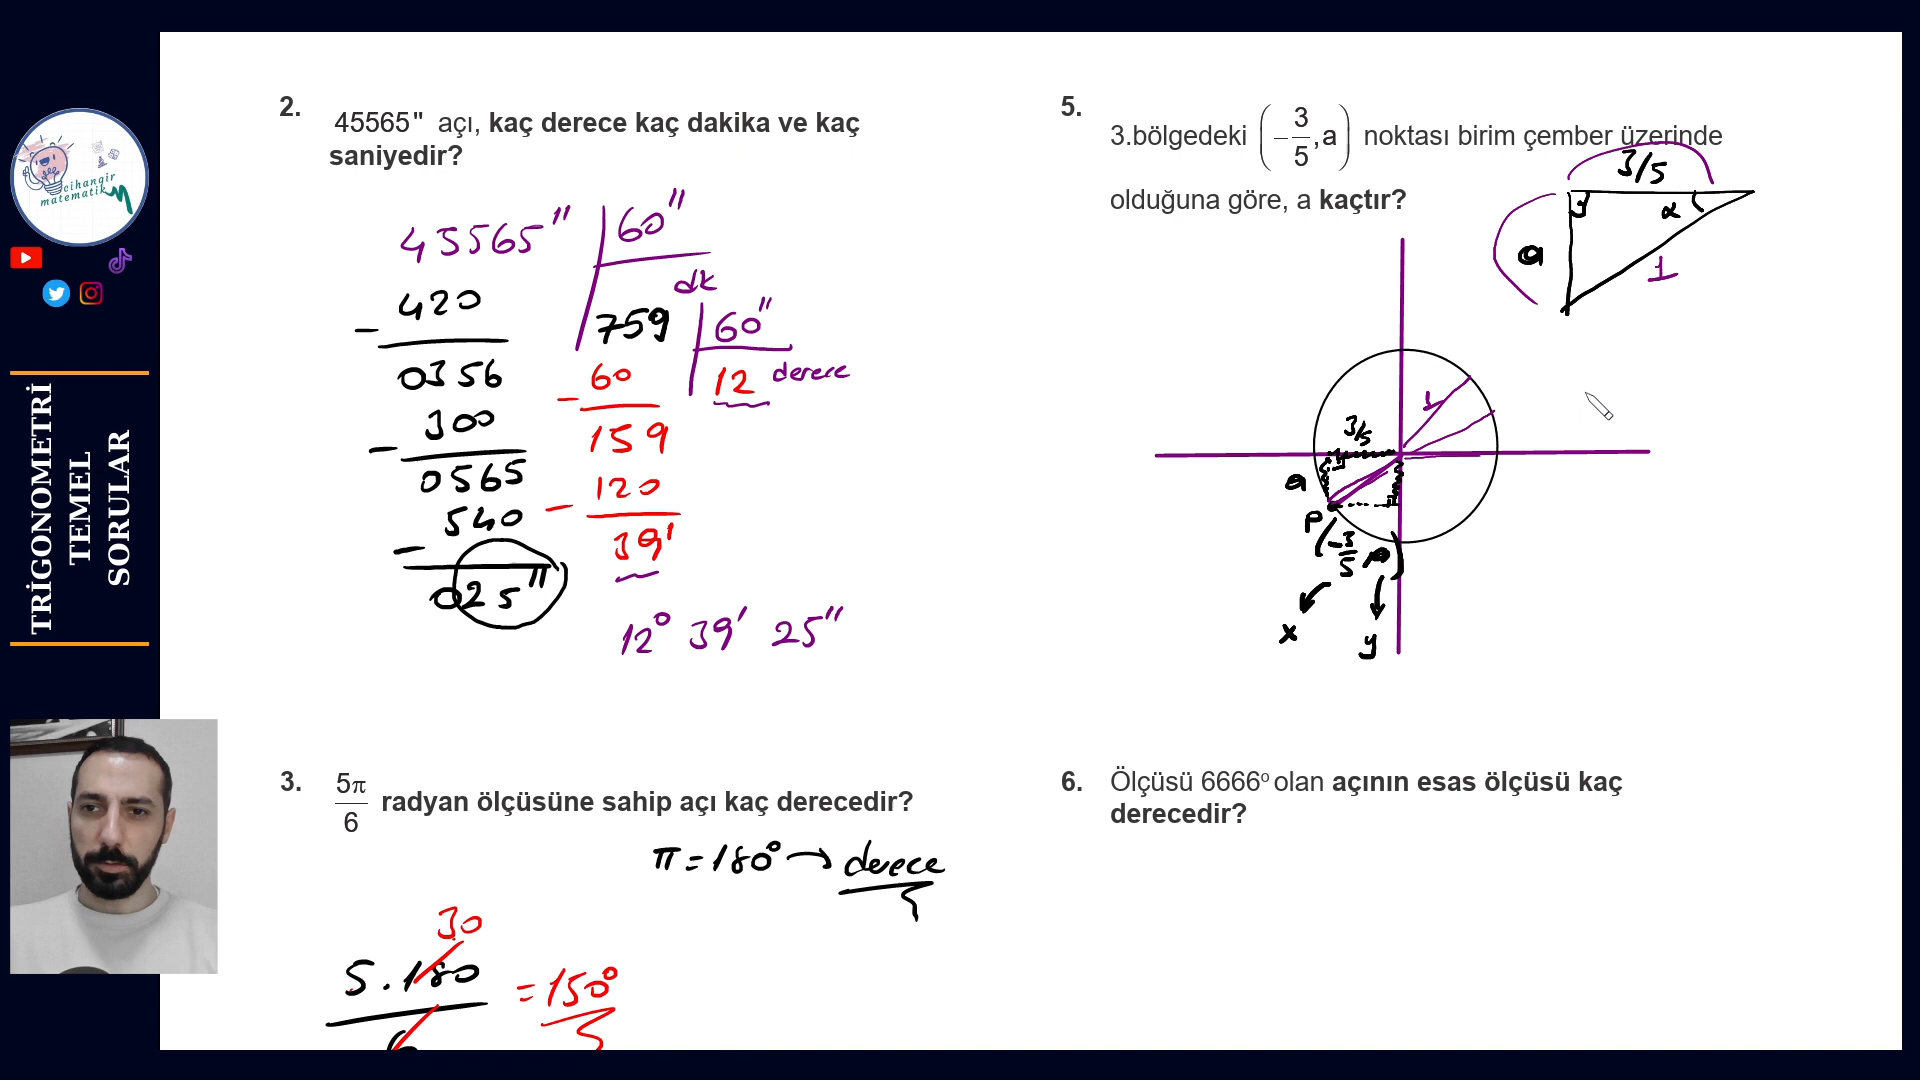 cihangir
matematik
TRİGONOMETRİ
TEMEL
SORULAR
2.
45565" açı, kaç derece kaç dakika ve kaç
saniyedir?
45565" 60"
dk
420
759 60"
12 derece
0356
60
300
159
0565
120
540
39'
025"
12° 39' 25"
3.
5π
6
radyan ölçüsüne sahip açı kaç derecedir?
π = 180° → derece
30
5.180
6
= 150°
5.
3.bölgedeki (-3/5, a) noktası birim çember üzerinde
olduğuna göre, a kaçtır?
3/5
α
a
1
1
3/5
a
P(-3/5, a)
x
y
6. Ölçüsü 6666° olan açının esas ölçüsü kaç
derecedir?